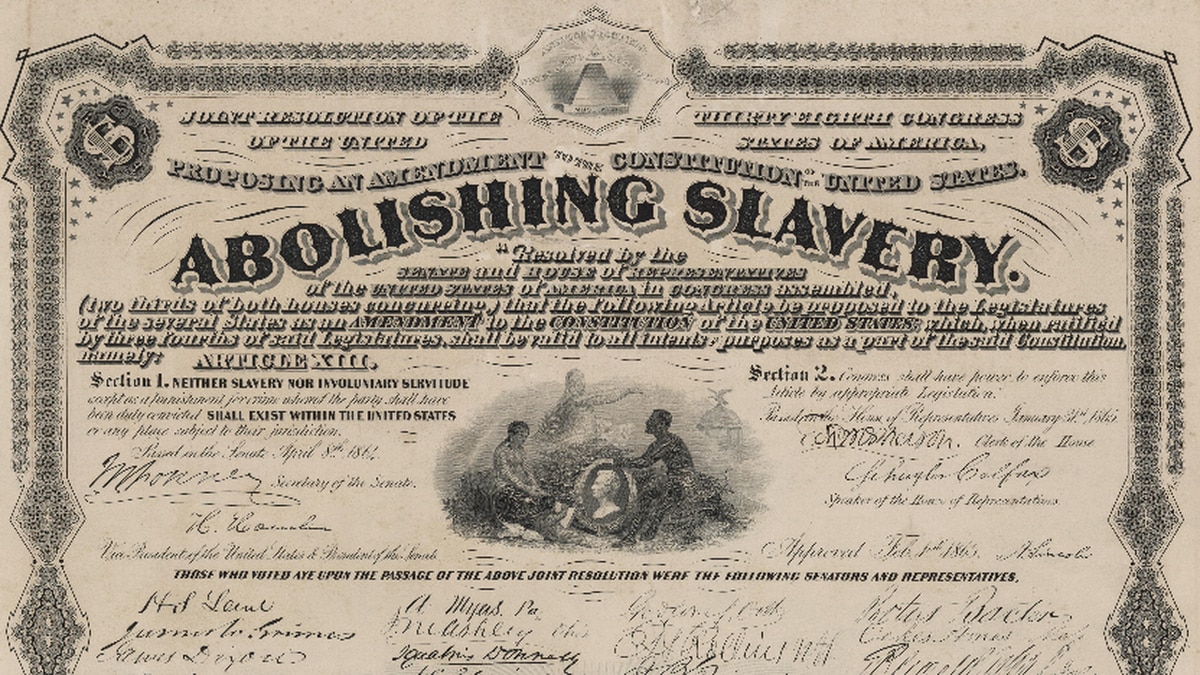 JOINT RESOLUTION OF THE THIRTY EIGHTH CONGRESS
OF THE UNITED STATES OF AMERICA,
PROPOSING AN AMENDMENT TO THE CONSTITUTION OF THE UNITED STATES.
ABOLISHING SLAVERY.
"Resolved by the
SENATE and HOUSE of REPRESENTATIVES
of the UNITED STATES of AMERICA in CONGRESS assembled,
(two thirds of both houses concurring,) that the following Article be proposed to the Legislatures
of the several States as an AMENDMENT to the CONSTITUTION of the UNITED STATES; which, when ratified
by three fourths of said Legislatures, shall be valid to all intents & purposes as a part of the said Constitution,
namely: ARTICLE XIII.
Section 1. NEITHER SLAVERY NOR INVOLUNTARY SERVITUDE
except as a punishment for crime whereof the party shall have
been duly convicted SHALL EXIST WITHIN THE UNITED STATES
or any place subject to their jurisdiction.
Passed in the Senate April 8th 1864.
Secretary of the Senate.
H. Hamlin
Vice President of the United States & President of the Senate
Section 2. Congress shall have power to enforce this
Article by appropriate Legislation.
Passed in the House of Representatives January 31st 1865
Clerk of the House
Schuyler Colfax
Speaker of the House of Representatives
Approved Feb. 1st 1865. A. Lincoln
THOSE WHO VOTED AYE UPON THE PASSAGE OF THE ABOVE JOINT RESOLUTION WERE THE FOLLOWING SENATORS AND REPRESENTATIVES,
A Myers, Pa
James W. Grimes
Ashley Ohio
James Dixon
Ignatius Donnelly